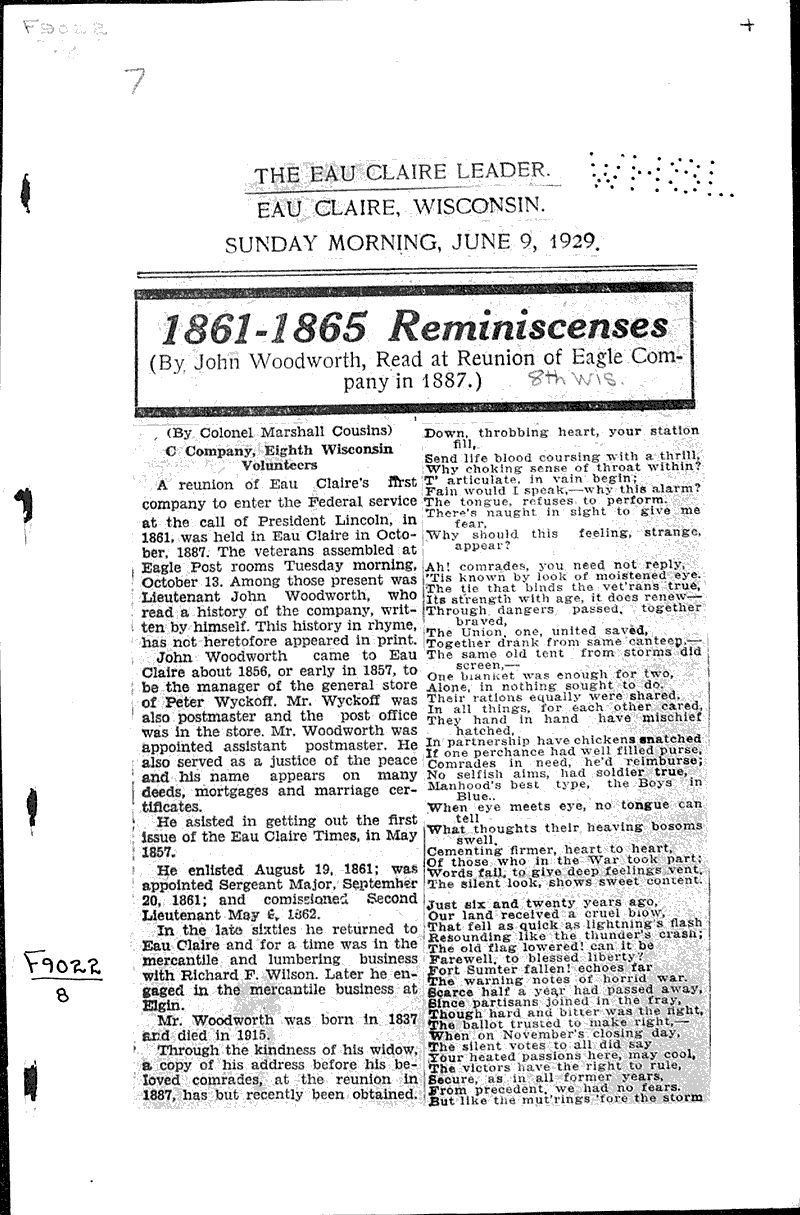 F9022
7
+
WHSL
THE EAU CLAIRE LEADER.
EAU CLAIRE, WISCONSIN.
SUNDAY MORNING, JUNE 9, 1929.
1861-1865 Reminiscenses
(By John Woodworth, Read at Reunion of Eagle Com-
pany in 1887.)
8th Wis.
(By Colonel Marshall Cousins)
C Company, Eighth Wisconsin
Volunteers
A reunion of Eau Claire's first
company to enter the Federal service
at the call of President Lincoln, in
1861, was held in Eau Claire in Octo-
ber, 1887. The veterans assembled at
Eagle Post rooms Tuesday morning,
October 13. Among those present was
Lieutenant John Woodworth, who
read a history of the company, writ-
ten by himself. This history in rhyme,
has not heretofore appeared in print.
John Woodworth came to Eau
Claire about 1856, or early in 1857, to
be the manager of the general store
of Peter Wyckoff. Mr. Wyckoff was
also postmaster and the post office
was in the store. Mr. Woodworth was
appointed assistant postmaster. He
also served as a justice of the peace
and his name appears on many
deeds, mortgages and marriage cer-
tificates.
He asisted in getting out the first
issue of the Eau Claire Times, in May
1857.
He enlisted August 19, 1861; was
appointed Sergeant Major, September
20, 1861; and comissioned Second
Lieutenant May 6, 1862.
In the late sixties he returned to
Eau Claire and for a time was in the
mercantile and lumbering business
with Richard F. Wilson. Later he en-
gaged in the mercantile business at
Elgin.
Mr. Woodworth was born in 1837
and died in 1915.
Through the kindness of his widow,
a copy of his address before his be-
loved comrades, at the reunion in
1887, has but recently been obtained.
Down, throbbing heart, your station
fill,
Send life blood coursing with a thrill,
Why choking sense of throat within?
T' articulate, in vain begin;
Fain would I speak,—why this alarm?
The tongue, refuses to perform.
There's naught in sight to give me
fear,
Why should this feeling, strange,
appear?
Ah! comrades, you need not reply,
'Tis known by look of moistened eye.
The tie that binds the vet'rans true,
Its strength with age, it does renew—
Through dangers passed, together
braved,
The Union, one, united saved,
Together drank from same canteen,—
The same old tent from storms did
screen,—
One blanket was enough for two,
Alone, in nothing sought to do.
Their rations equally were shared.
In all things, for each other cared,
They hand in hand have mischief
hatched,
In partnership have chickens snatched
If one perchance had well filled purse,
Comrades in need, he'd reimburse;
No selfish aims, had soldier true,
Manhood's best type, the Boys in
Blue..
When eye meets eye, no tongue can
tell
What thoughts their heaving bosoms
swell,
Cementing firmer, heart to heart,
Of those who in the War took part;
Words fail, to give deep feelings vent,
The silent look, shows sweet content.
Just six and twenty years ago,
Our land received a cruel blow,
That fell as quick as lightning's flash
Resounding like the thunder's crash;
The old flag lowered! can it be
Farewell, to blessed liberty?
Fort Sumter fallen! echoes far
The warning notes of horrid war.
Scarce half a year had passed away,
Since partisans joined in the fray,
Though hard and bitter was the fight,
The ballot trusted to make right,—
When on November's closing day,
The silent votes to all did say
Your heated passions here, may cool,
The victors have the right to rule,
Secure, as in all former years,
From precedent, we had no fears.
But like the mut'rings 'fore the storm
F9022
8